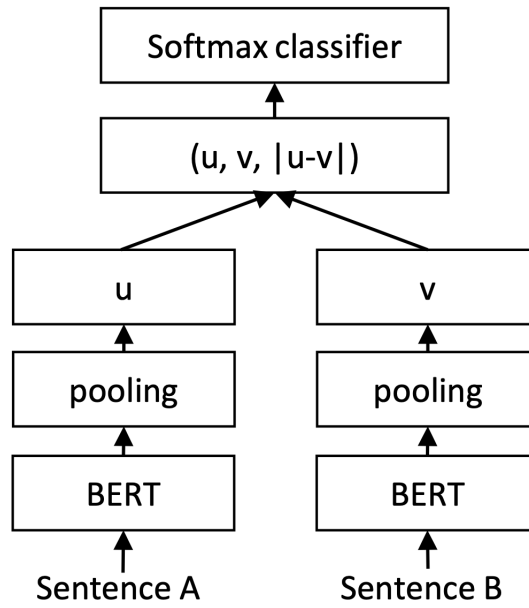 Softmax classifier
(u, v, |u-v|)
u
v
pooling
pooling
BERT
BERT
Sentence A
Sentence B